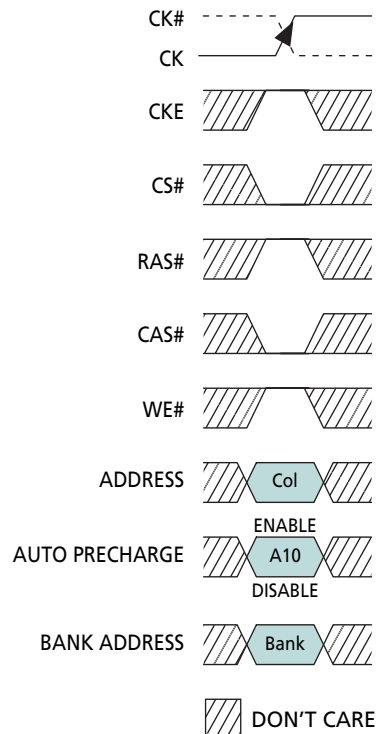 CK#
CK
CKE
CS#
RAS#
CAS#
WE#
ADDRESS
Col
ENABLE
AUTO PRECHARGE
A10
DISABLE
BANK ADDRESS
Bank
DON'T CARE